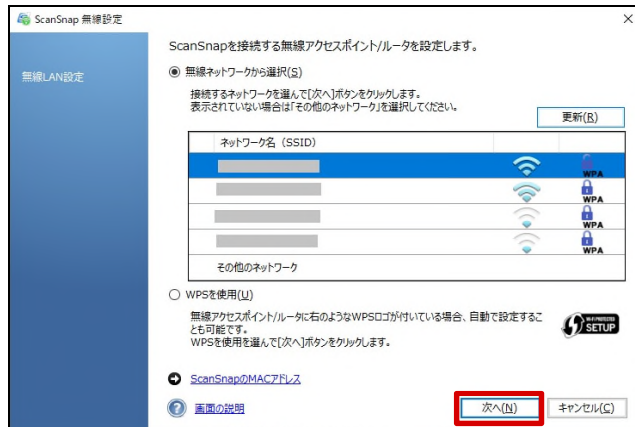 ScanSnap 無線設定
無線LAN設定
ScanSnapを接続する無線アクセスポイント/ルータを設定します。
無線ネットワークから選択(S)
接続するネットワークを選んで[次へ]ボタンをクリックします。
表示されていない場合は「その他のネットワーク」を選択してください。
更新(R)
ネットワーク名 (SSID)
WPA
WPA
WPA
WPA
その他のネットワーク
WPSを使用(U)
無線アクセスポイント/ルータに右のようなWPSロゴが付いている場合、自動で設定するこ
とも可能です。
WPSを使用を選んで[次へ]ボタンをクリックします。
WI-FI PROTECTED
SETUP
ScanSnapのMACアドレス
画面の説明
次へ(N)
キャンセル(C)